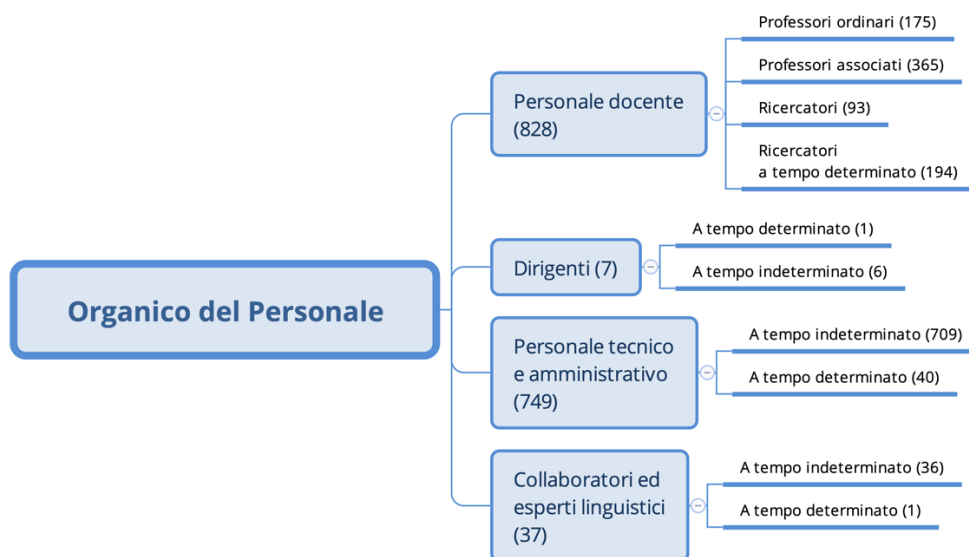 Organico del Personale
Personale docente
(828)
Professori ordinari (175)
Professori associati (365)
Ricercatori (93)
Ricercatori
a tempo determinato (194)
Dirigenti (7)
A tempo determinato (1)
A tempo indeterminato (6)
Personale tecnico
e amministrativo
(749)
A tempo indeterminato (709)
A tempo determinato (40)
Collaboratori ed
esperti linguistici
(37)
A tempo indeterminato (36)
A tempo determinato (1)